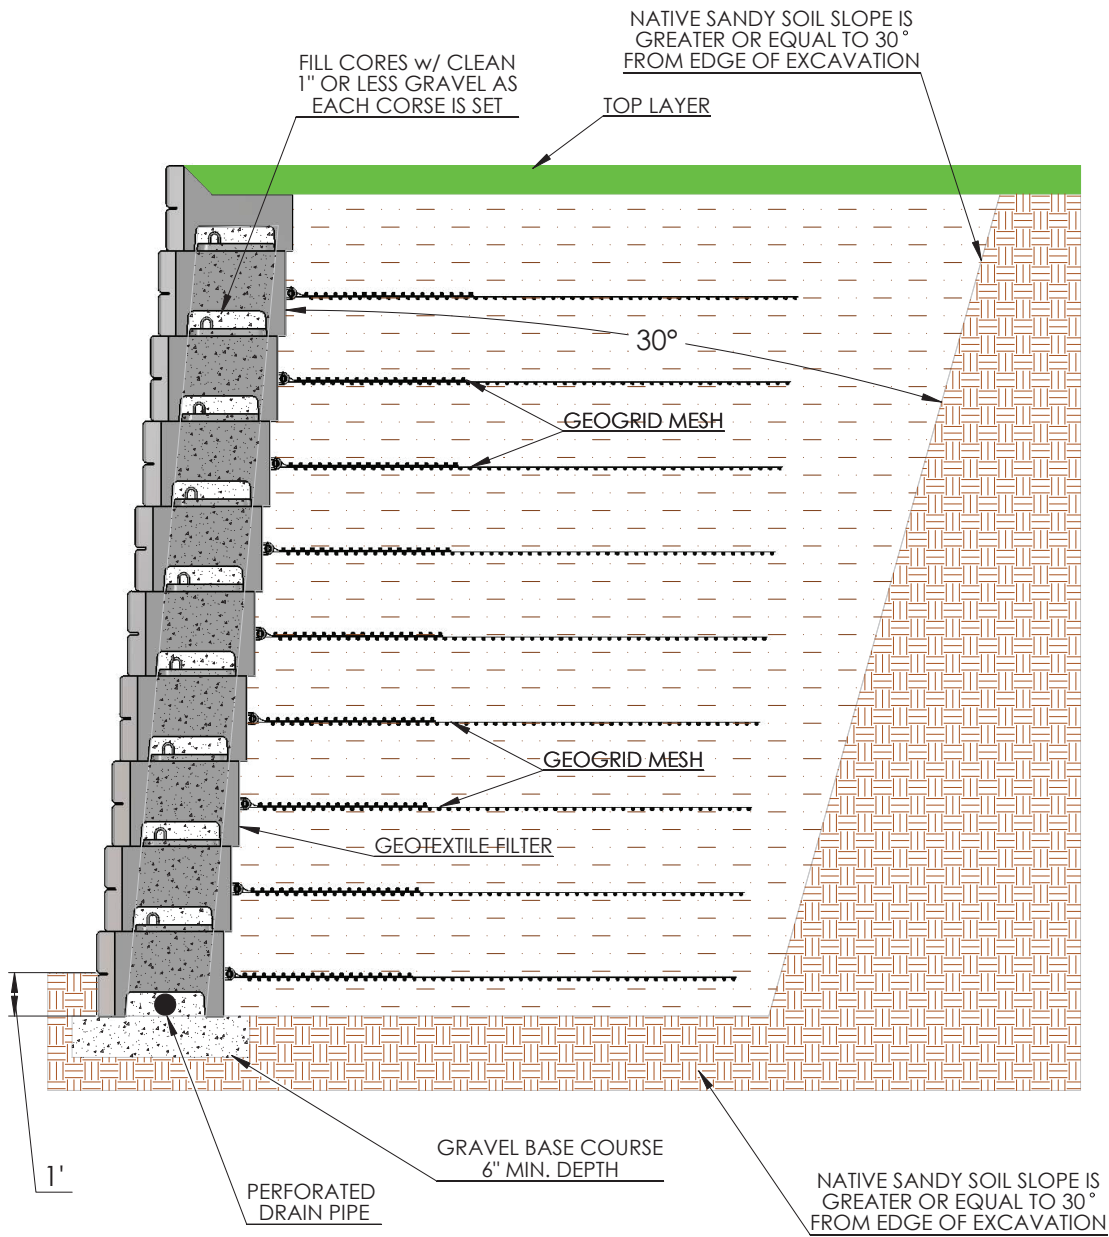 NATIVE SANDY SOIL SLOPE IS
GREATER OR EQUAL TO 30°
FROM EDGE OF EXCAVATION
FILL CORES w/ CLEAN
1" OR LESS GRAVEL AS
EACH CORSE IS SET
TOP LAYER
30°
GEOGRID MESH
GEOGRID MESH
GEOTEXTILE FILTER
GRAVEL BASE COURSE
6" MIN. DEPTH
1'
PERFORATED
DRAIN PIPE
NATIVE SANDY SOIL SLOPE IS
GREATER OR EQUAL TO 30°
FROM EDGE OF EXCAVATION